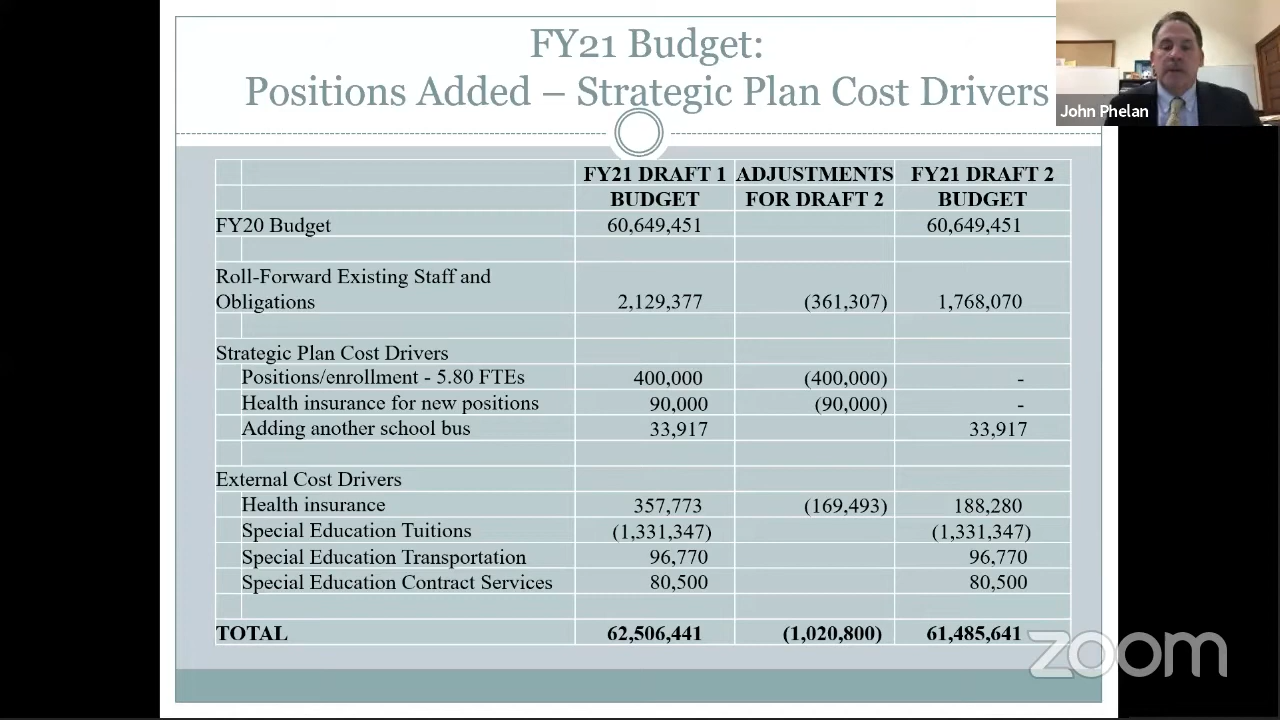 FY21 Budget:
Positions Added – Strategic Plan Cost Drivers
John Phelan
FY21 DRAFT 1 ADJUSTMENTS FY21 DRAFT 2
BUDGET FOR DRAFT 2 BUDGET
FY20 Budget 60,649,451 60,649,451
Roll-Forward Existing Staff and
Obligations 2,129,377 (361,307) 1,768,070
Strategic Plan Cost Drivers
Positions/enrollment - 5.80 FTEs 400,000 (400,000) -
Health insurance for new positions 90,000 (90,000) -
Adding another school bus 33,917 33,917
External Cost Drivers
Health insurance 357,773 (169,493) 188,280
Special Education Tuitions (1,331,347) (1,331,347)
Special Education Transportation 96,770 96,770
Special Education Contract Services 80,500 80,500
TOTAL 62,506,441 (1,020,800) 61,485,641
zoom